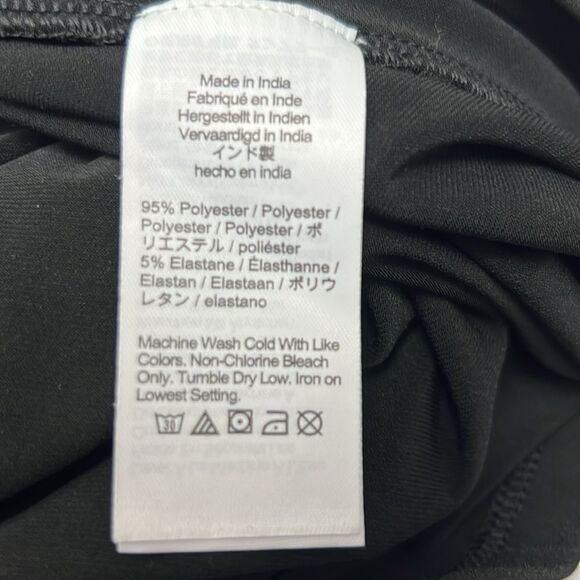 Made in India
Fabriqué en Inde
Hergestellt in Indien
Vervaardigd in India
インド製
hecho en india
95% Polyester / Polyester /
Polyester / Polyester / ポ
リエステル / poliéster
5% Elastane / Élasthanne /
Elastan / Elastaan / ポリウ
レタン / elastano
Machine Wash Cold With Like
Colors. Non-Chlorine Bleach
Only. Tumble Dry Low. Iron on
Lowest Setting.
30